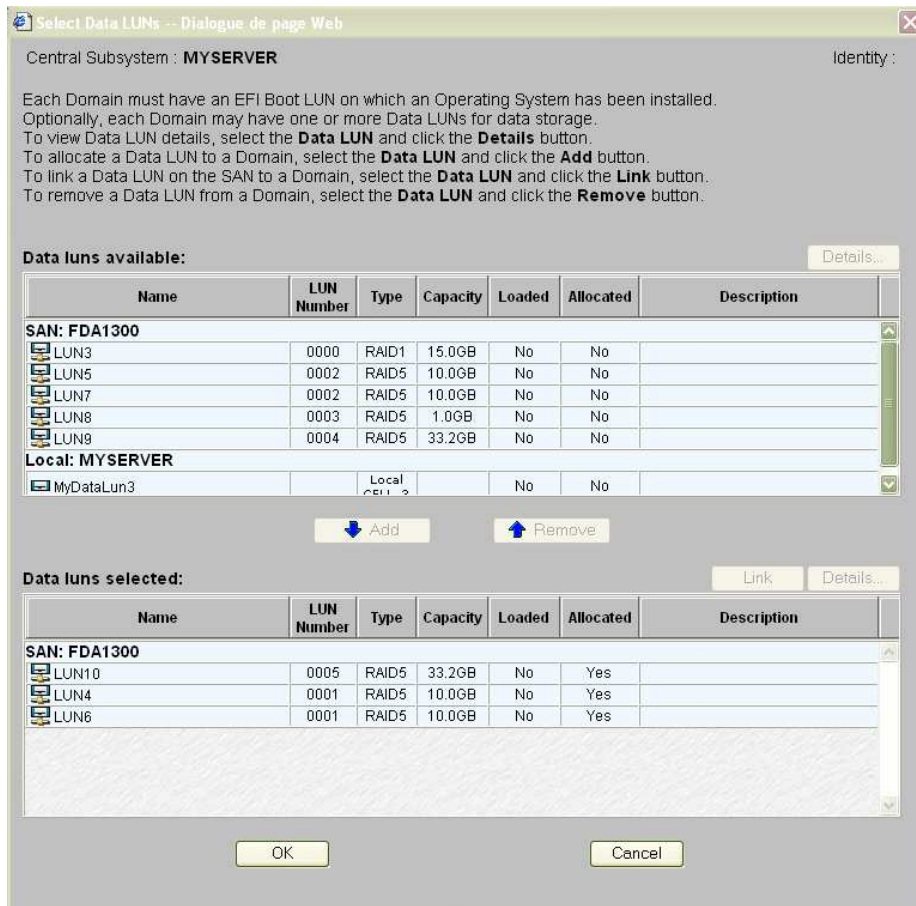 Select Data LUNs -- Dialogue de page Web
Central Subsystem : MYSERVER Identity :
Each Domain must have an EFI Boot LUN on which an Operating System has been installed.
Optionally, each Domain may have one or more Data LUNs for data storage.
To view Data LUN details, select the Data LUN and click the Details button.
To allocate a Data LUN to a Domain, select the Data LUN and click the Add button.
To link a Data LUN on the SAN to a Domain, select the Data LUN and click the Link button.
To remove a Data LUN from a Domain, select the Data LUN and click the Remove button.
Data luns available: Details...
Name LUN Number Type Capacity Loaded Allocated Description
SAN: FDA1300
LUN3 0000 RAID1 15.0GB No No
LUN5 0002 RAID5 10.0GB No No
LUN7 0002 RAID5 10.0GB No No
LUN8 0003 RAID5 1.0GB No No
LUN9 0004 RAID5 33.2GB No No
Local: MYSERVER
MyDataLun3 Local No No
Add Remove
Data luns selected: Link Details...
Name LUN Number Type Capacity Loaded Allocated Description
SAN: FDA1300
LUN10 0005 RAID5 33.2GB No Yes
LUN4 0001 RAID5 10.0GB No Yes
LUN6 0001 RAID5 10.0GB No Yes
OK Cancel